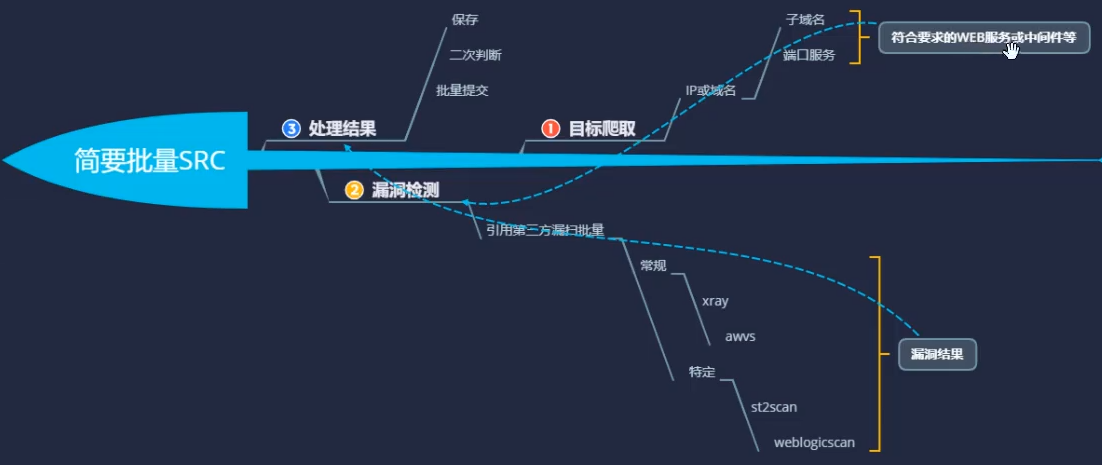 简要批量SRC
3 处理结果
保存
二次判断
批量提交
1 目标爬取
IP或域名
子域名
端口服务
符合要求的WEB服务或中间件等
2 漏洞检测
引用第三方漏扫批量
常规
xray
awvs
特定
st2scan
weblogicscan
漏洞结果